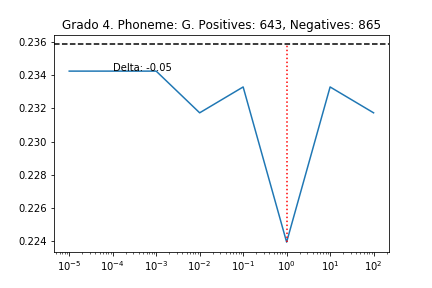 Grado 4. Phoneme: G. Positives: 643, Negatives: 865
0.236
0.234
Delta: -0.05
0.232
0.230
0.228
0.226
0.224
10⁻⁵ 10⁻⁴ 10⁻³ 10⁻² 10⁻¹ 10⁰ 10¹ 10²